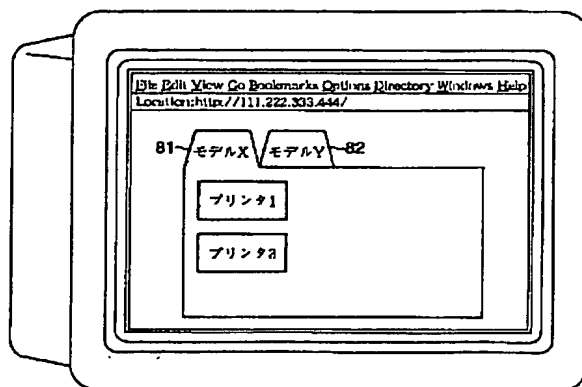 File Edit View Go Bookmarks Options Directory Windows Help
Location:http://111.222.333.444/
81 モデルX モデルY 82
プリンタ1
プリンタ3